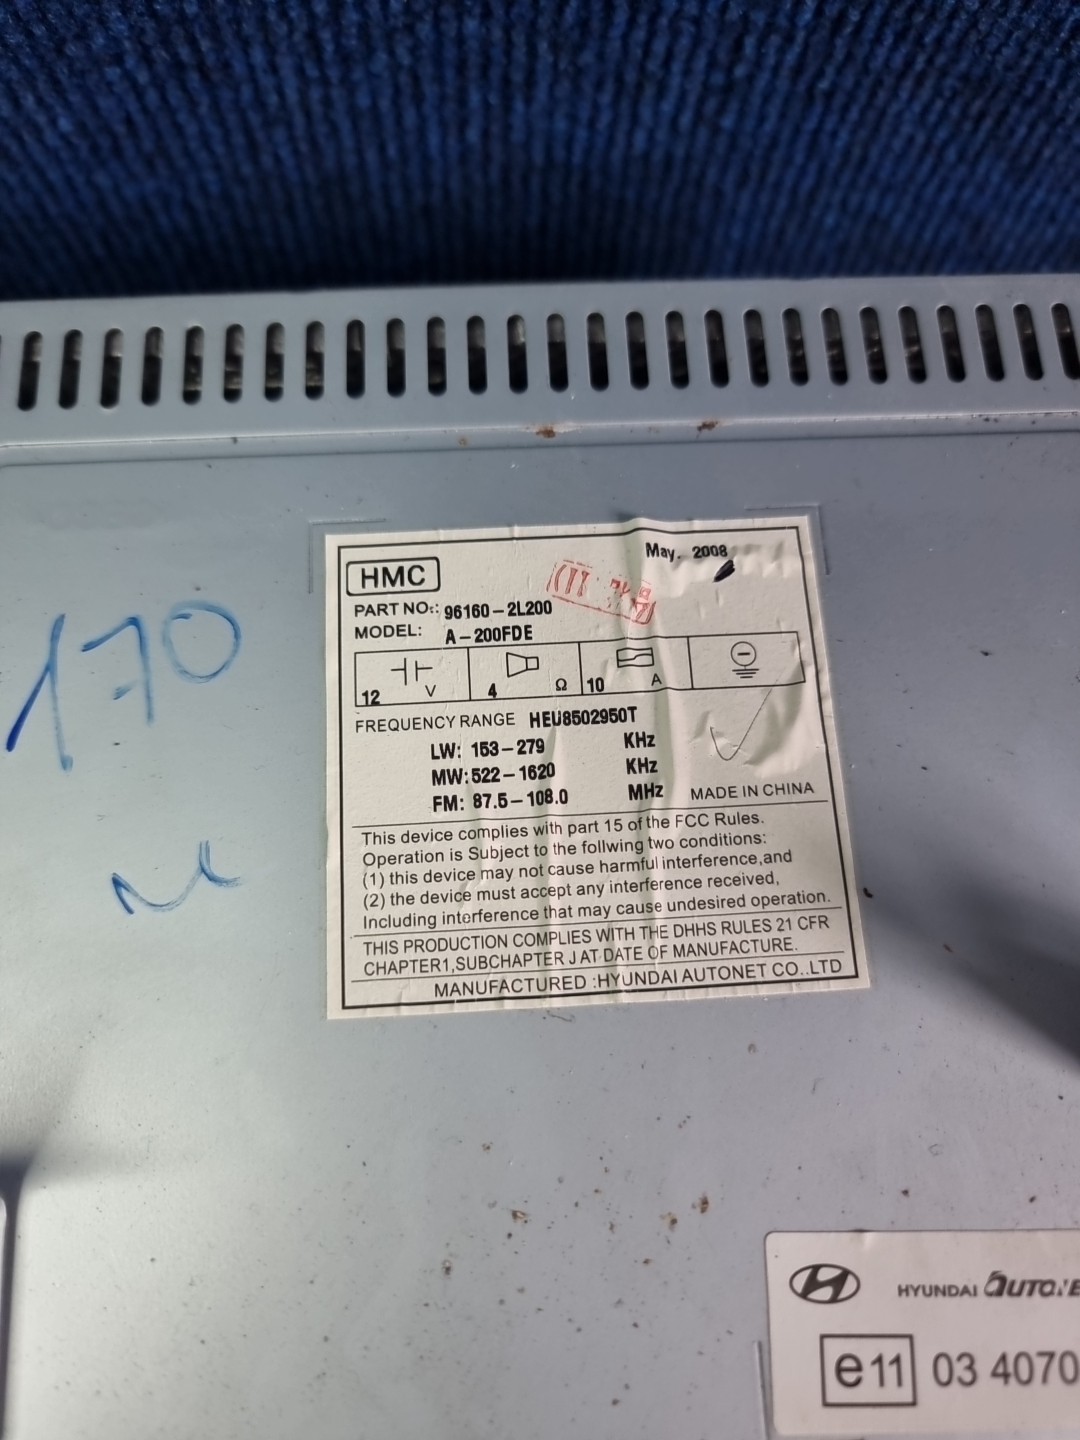 HMC
May. 2008
PART NO.: 96160-2L200
MODEL: A-200FDE
12 V 4 Ω 10 A
FREQUENCY RANGE HEU8502950T
LW: 153-279 KHz
MW: 522-1620 KHz
FM: 87.5-108.0 MHz MADE IN CHINA
This device complies with part 15 of the FCC Rules.
Operation is Subject to the follwing two conditions:
(1) this device may not cause harmful interference,and
(2) the device must accept any interference received,
Including interference that may cause undesired operation.
THIS PRODUCTION COMPLIES WITH THE DHHS RULES 21 CFR
CHAPTER1,SUBCHAPTER J AT DATE OF MANUFACTURE.
MANUFACTURED :HYUNDAI AUTONET CO.,LTD
170
HYUNDAI AUTONE
e11 03 4070